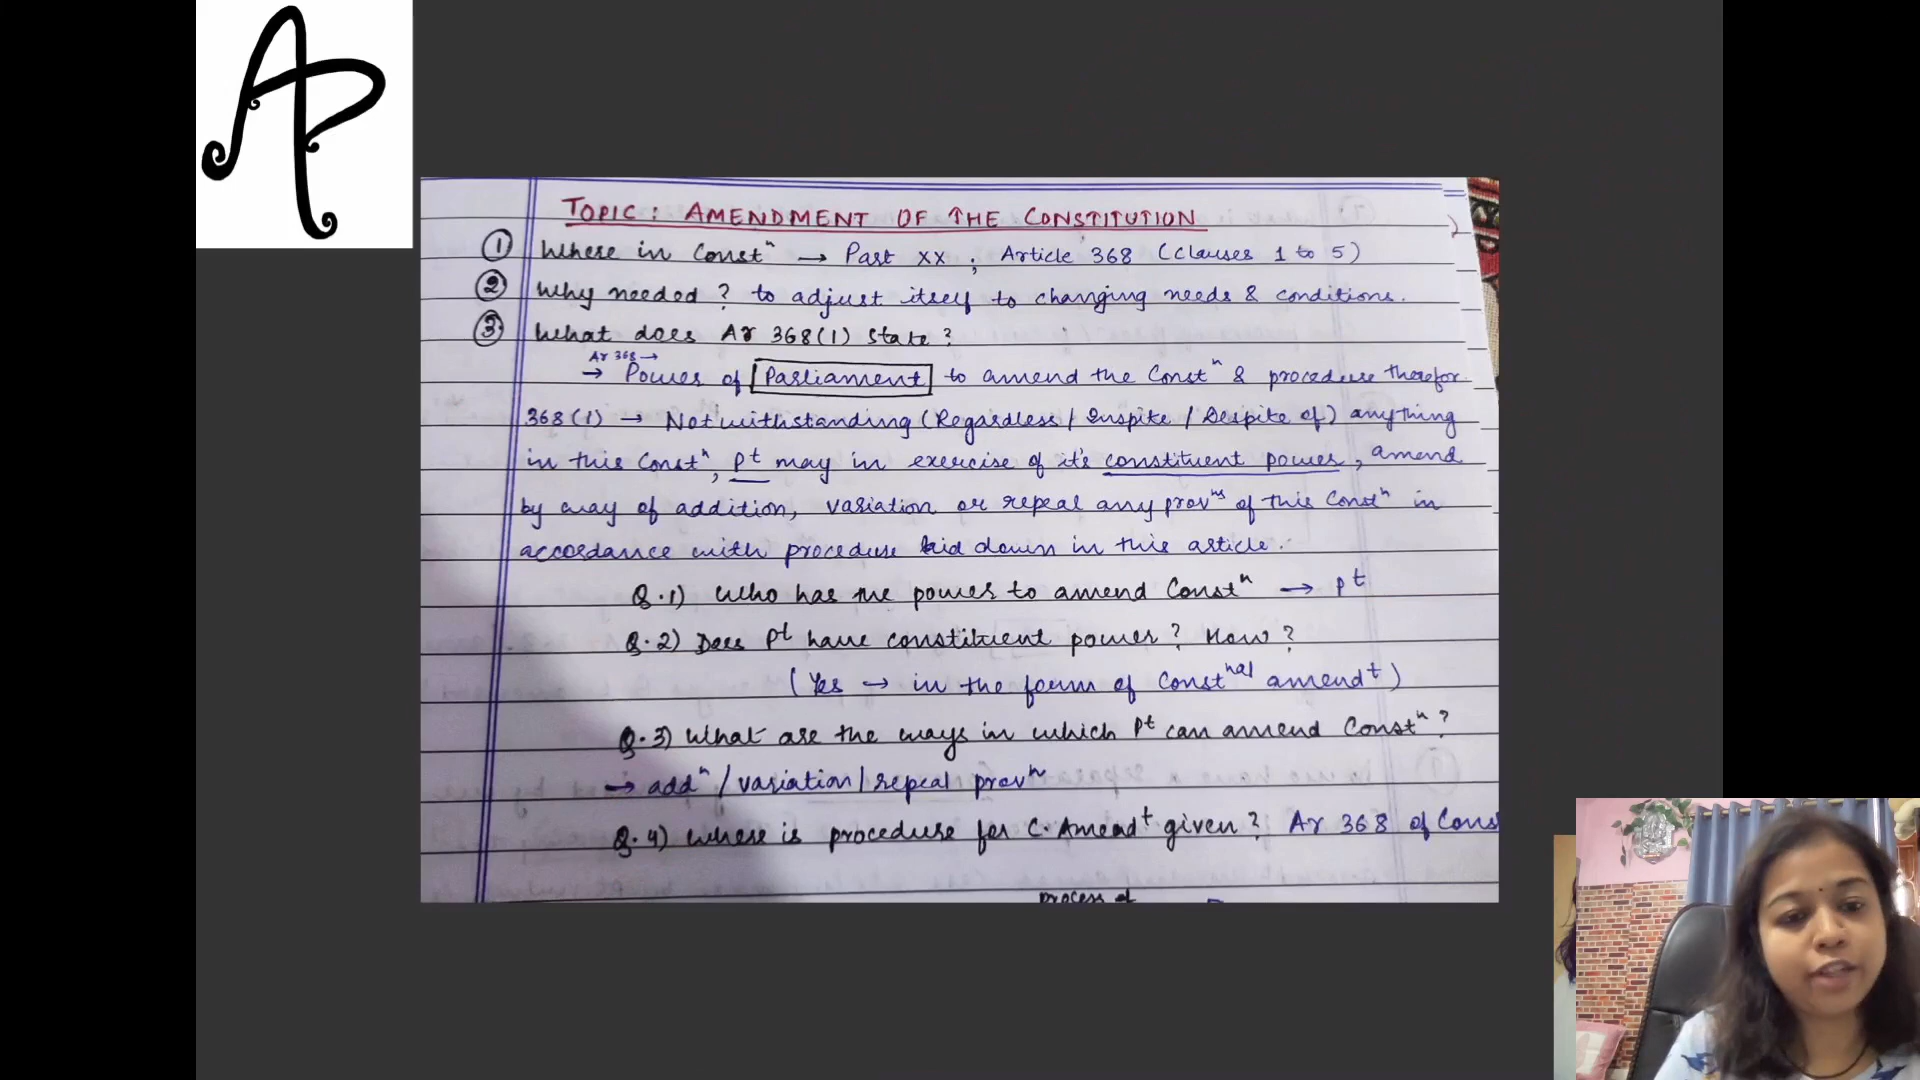 AP
TOPIC: AMENDMENT OF THE CONSTITUTION
① Where in Constⁿ → Part XX ; Article 368 (Clauses 1 to 5)
② Why needed ? to adjust itself to changing needs & conditions.
③ What does Ar 368(1) state ?
Ar 368 →
→ Power of Parliament to amend the Constⁿ & procedure therefor
368(1) → Notwithstanding (Regardless / Inspite / Despite of) anything
in this Constⁿ, Pt may in exercise of it's constituent power, amend
by way of addition, variation or repeal any provⁿˢ of this Constⁿ in
accordance with procedure laid down in this article.
Q.1) Who has the power to amend Constⁿ → Pt
Q.2) Does Pt have constituent power ? How ?
(Yes → in the form of Constⁿᵃˡ amendᵗ)
Q.3) What are the ways in which Pt can amend Constⁿ ?
→ addⁿ / variation / repeal provⁿ
Q.4) Where is procedure for C. Amendᵗ given ? Ar 368 of Cons
process of